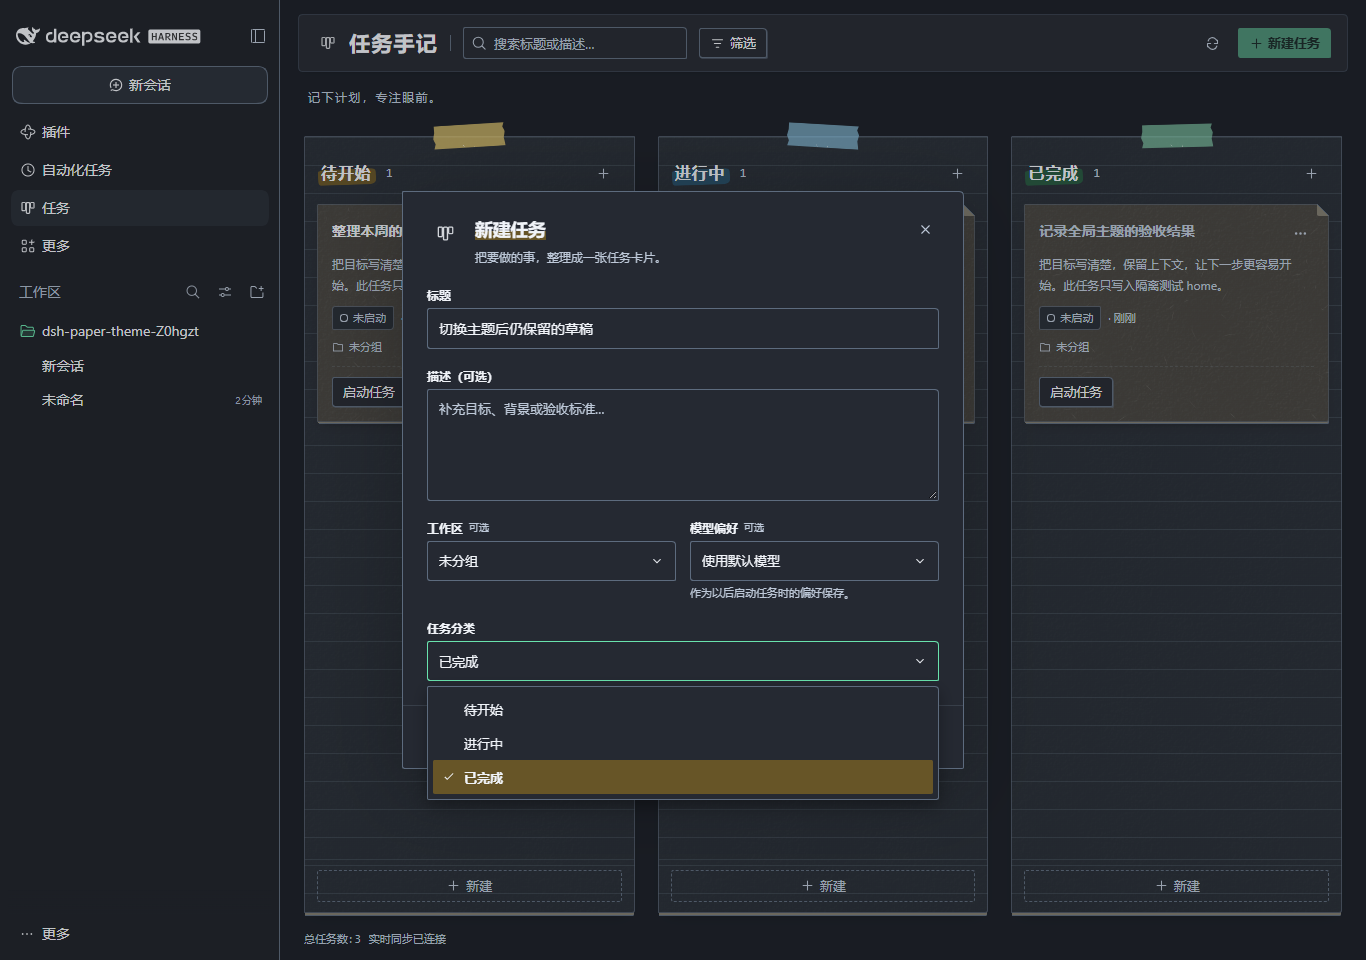 deepseek HARNESS
新会话
插件
自动化任务
任务
更多
工作区
dsh-paper-theme-Z0hgzt
新会话
未命名 2分钟
更多
任务手记
搜索标题或描述...
筛选
新建任务
记下计划，专注眼前。
待开始 1
整理本周的
把目标写清楚
始。此任务只
未启动 ·
未分组
启动任务
新建
进行中 1
新建
已完成 1
记录全局主题的验收结果
把目标写清楚，保留上下文，让下一步更容易开
始。此任务只写入隔离测试 home。
未启动 · 刚刚
未分组
启动任务
新建
新建任务
把要做的事，整理成一张任务卡片。
标题
切换主题后仍保留的草稿
描述（可选）
补充目标、背景或验收标准...
工作区 可选
未分组
模型偏好 可选
使用默认模型
作为以后启动任务时的偏好保存。
任务分类
已完成
待开始
进行中
已完成
总任务数: 3 实时同步已连接